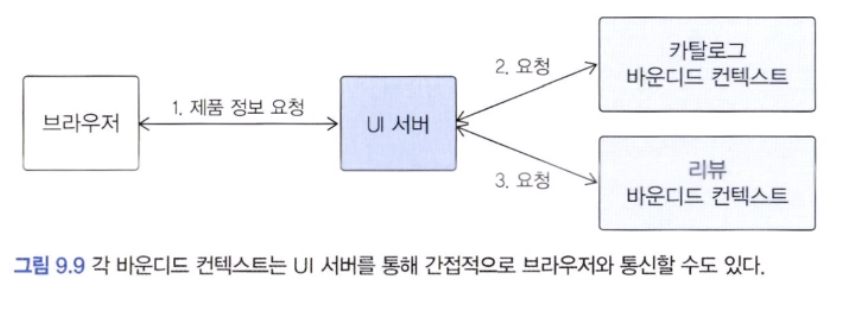 브라우저
1. 제품 정보 요청
UI 서버
2. 요청
카탈로그
바운디드 컨텍스트
3. 요청
리뷰
바운디드 컨텍스트
그림 9.9 각 바운디드 컨텍스트는 UI 서버를 통해 간접적으로 브라우저와 통신할 수도 있다.